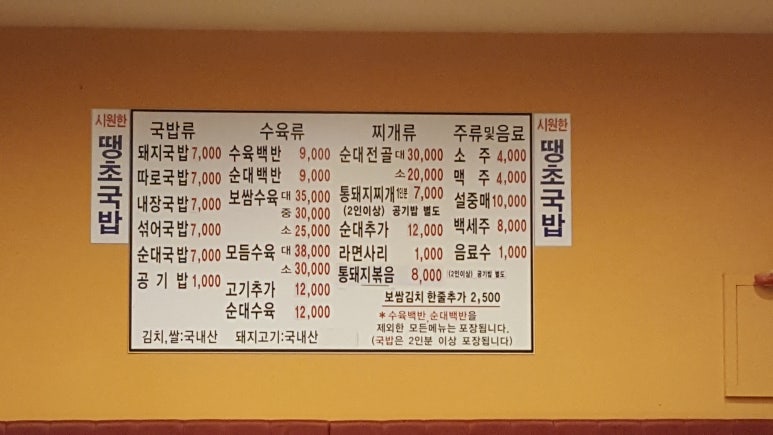 시원한
땡초국밥
국밥류
돼지국밥 7,000
따로국밥 7,000
내장국밥 7,000
섞어국밥 7,000
순대국밥 7,000
공기밥 1,000
수육류
수육백반 9,000
순대백반 9,000
보쌈수육 대 35,000
중 30,000
소 25,000
모듬수육 대 38,000
소 30,000
고기추가 12,000
순대수육 12,000
찌개류
순대전골 대 30,000
소 20,000
통돼지찌개 1인분 7,000
(2인이상) 공기밥 별도
순대추가 12,000
라면사리 1,000
통돼지볶음 8,000 (2인이상) 공기밥 별도
주류및음료
소주 4,000
맥주 4,000
설중매 10,000
백세주 8,000
음료수 1,000
보쌈김치 한줄추가 2,500
*수육백반,순대백반을
제외한 모든메뉴는 포장됩니다.
(국밥은 2인분 이상 포장됩니다)
김치,쌀:국내산 돼지고기:국내산
시원한
땡초국밥